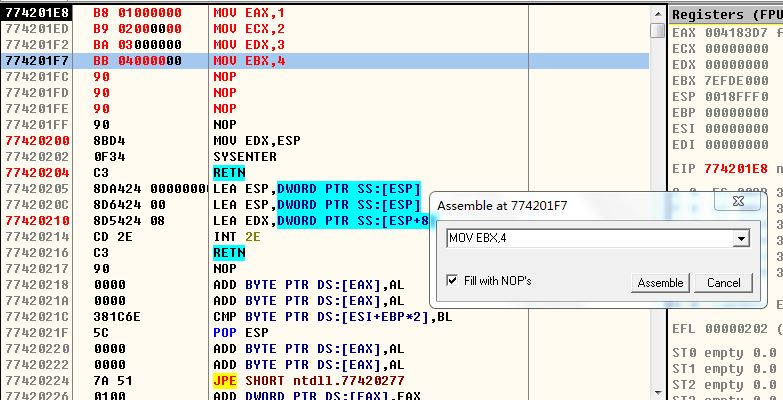 774201E8 B8 01000000 MOV EAX,1
774201ED B9 02000000 MOV ECX,2
774201F2 BA 03000000 MOV EDX,3
774201F7 BB 04000000 MOV EBX,4
774201FC 90 NOP
774201FD 90 NOP
774201FE 90 NOP
774201FF 90 NOP
77420200 8BD4 MOV EDX,ESP
77420202 0F34 SYSENTER
77420204 C3 RETN
77420205 8DA424 00000000 LEA ESP,DWORD PTR SS:[ESP]
7742020C 8D6424 00 LEA ESP,DWORD PTR SS:[ESP]
77420210 8D5424 08 LEA EDX,DWORD PTR SS:[ESP+8
77420214 CD 2E INT 2E
77420216 C3 RETN
77420217 90 NOP
77420218 0000 ADD BYTE PTR DS:[EAX],AL
7742021A 0000 ADD BYTE PTR DS:[EAX],AL
7742021C 381C6E CMP BYTE PTR DS:[ESI+EBP*2],BL
7742021F 5C POP ESP
77420220 0000 ADD BYTE PTR DS:[EAX],AL
77420222 0000 ADD BYTE PTR DS:[EAX],AL
77420224 7A 51 JPE SHORT ntdll.77420277
77420226 0100 ADD DWORD PTR DS:[EAX],EAX
Registers (FPU
EAX 004183D7 f
ECX 00000000
EDX 00000000
EBX 7EFDE000
ESP 0018FFF0
EBP 00000000
ESI 00000000
EDI 00000000
EIP 774201E8 n
EFL 00000202 (
ST0 empty 0.0
ST1 empty 0.0
ST2 empty 0.0
Assemble at 774201F7
MOV EBX,4
Fill with NOP's
Assemble
Cancel